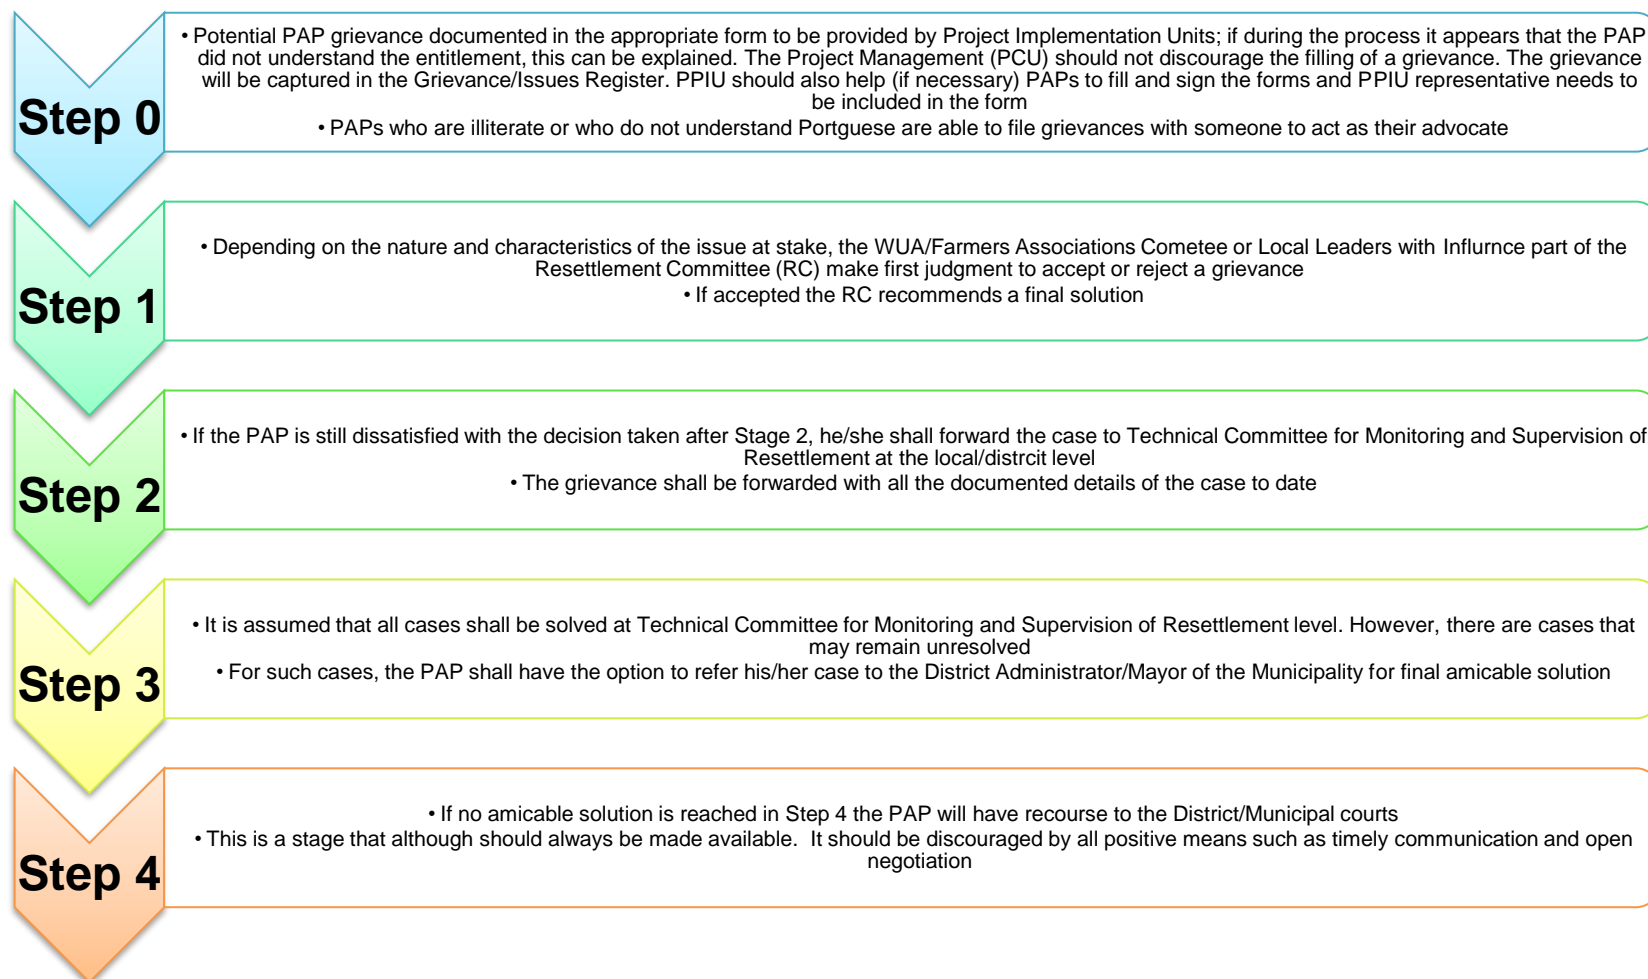 Step 0
• Potential PAP grievance documented in the appropriate form to be provided by Project Implementation Units; if during the process it appears that the PAP
did not understand the entitlement, this can be explained. The Project Management (PCU) should not discourage the filling of a grievance. The grievance
will be captured in the Grievance/Issues Register. PPIU should also help (if necessary) PAPs to fill and sign the forms and PPIU representative needs to
be included in the form
• PAPs who are illiterate or who do not understand Portguese are able to file grievances with someone to act as their advocate
Step 1
• Depending on the nature and characteristics of the issue at stake, the WUA/Farmers Associations Cometee or Local Leaders with Influrnce part of the
Resettlement Committee (RC) make first judgment to accept or reject a grievance
• If accepted the RC recommends a final solution
Step 2
• If the PAP is still dissatisfied with the decision taken after Stage 2, he/she shall forward the case to Technical Committee for Monitoring and Supervision of
Resettlement at the local/distrcit level
• The grievance shall be forwarded with all the documented details of the case to date
Step 3
• It is assumed that all cases shall be solved at Technical Committee for Monitoring and Supervision of Resettlement level. However, there are cases that
may remain unresolved
• For such cases, the PAP shall have the option to refer his/her case to the District Administrator/Mayor of the Municipality for final amicable solution
Step 4
• If no amicable solution is reached in Step 4 the PAP will have recourse to the District/Municipal courts
• This is a stage that although should always be made available.  It should be discouraged by all positive means such as timely communication and open
negotiation